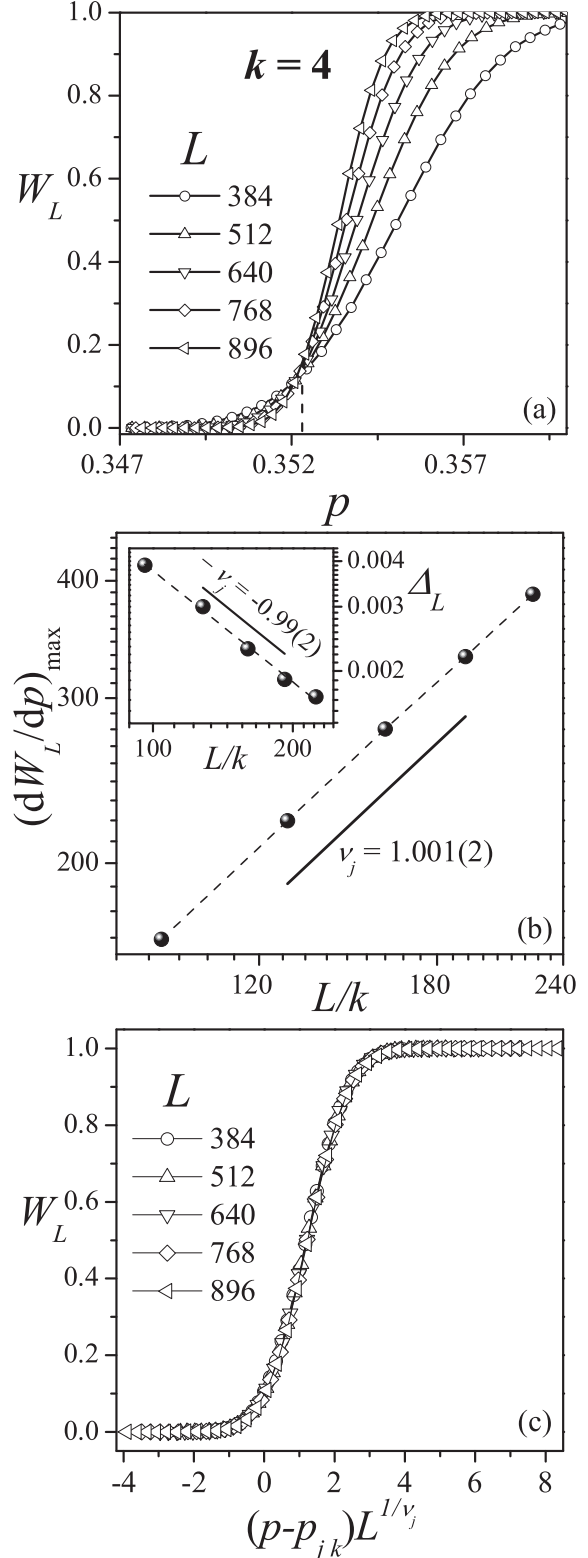 1.0
0.8
0.6
0.4
0.2
0.0
W_L
k = 4
L
384
512
640
768
896
(a)
0.347
0.352
0.357
p
400
300
200
(dW_L/dp)_max
0.004
0.003
0.002
Δ_L
ν_j = -0.99(2)
100
200
L/k
ν_j = 1.001(2)
(b)
120
180
240
L/k
1.0
0.8
0.6
0.4
0.2
0.0
W_L
L
384
512
640
768
896
(c)
-4
-2
0
2
4
6
8
(p-p_{jk})L^{1/ν_j}